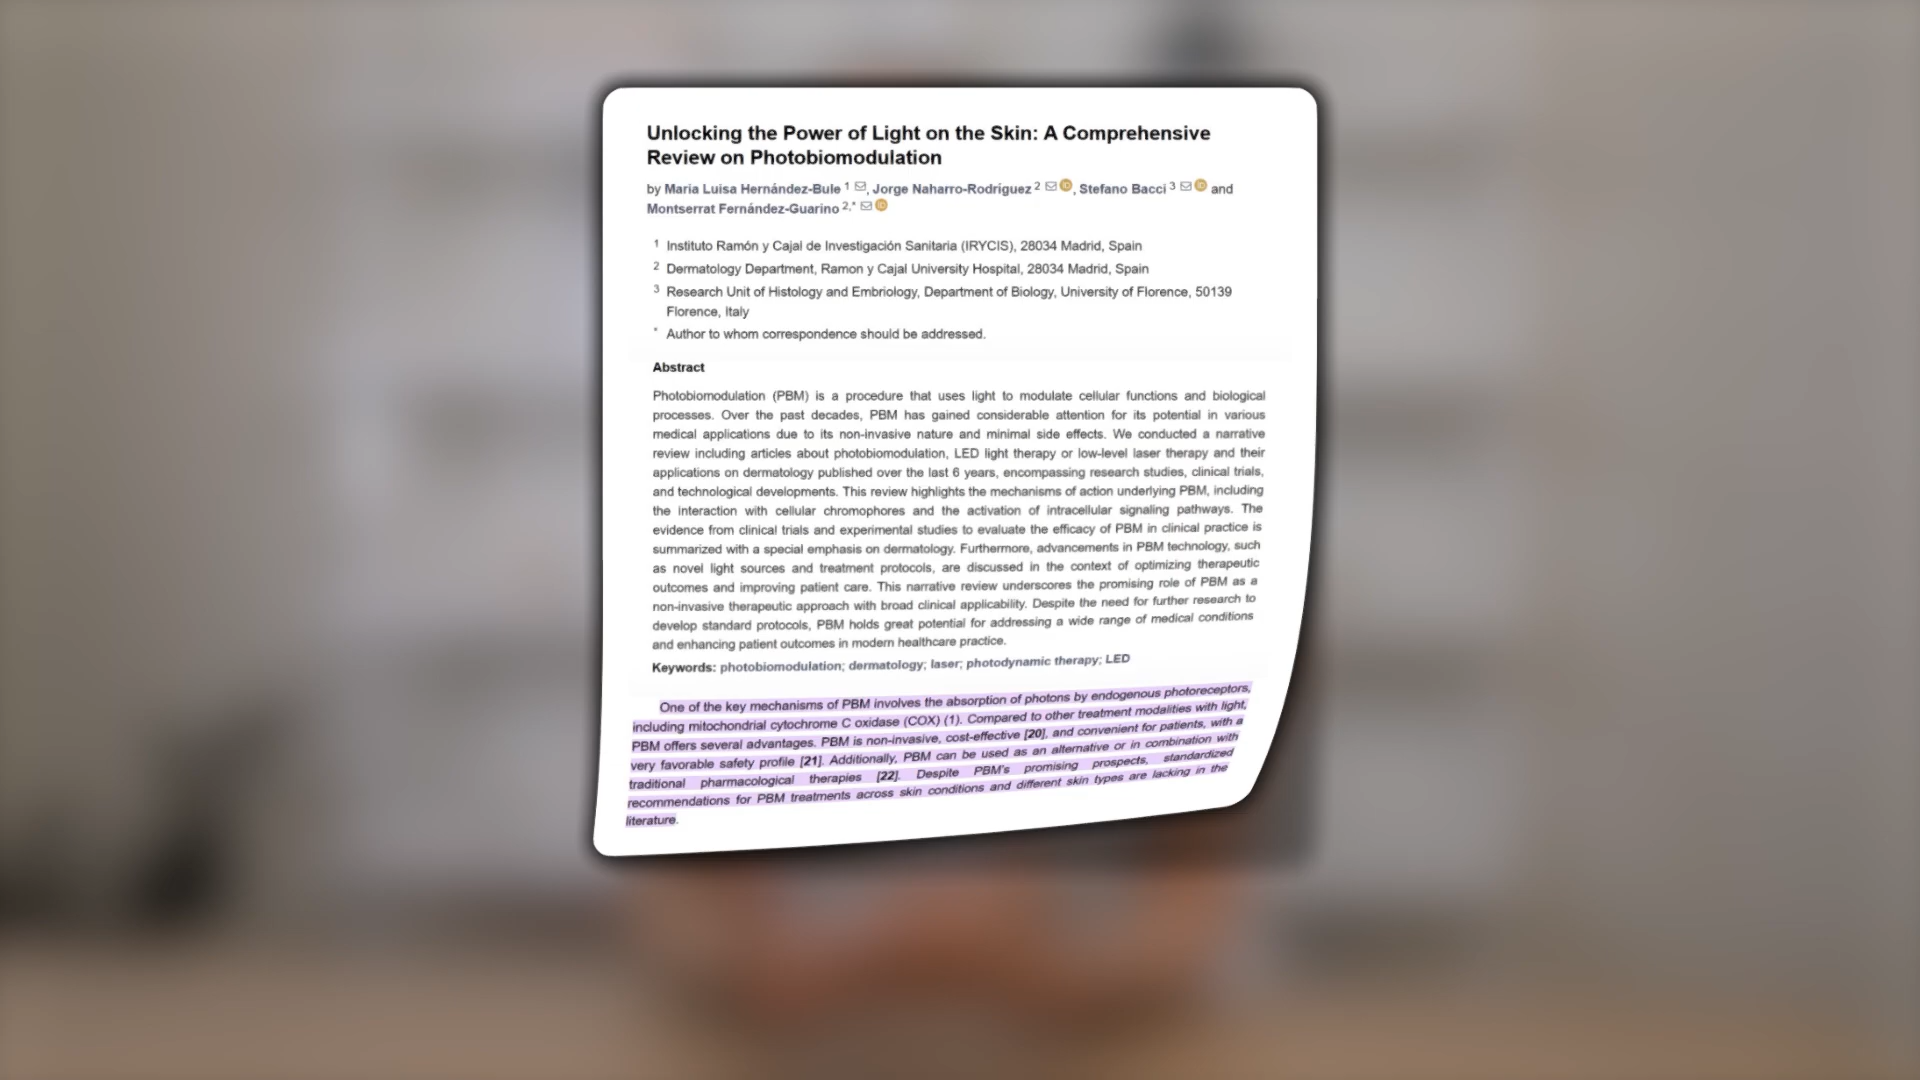 Unlocking the Power of Light on the Skin: A Comprehensive
Review on Photobiomodulation
by Maria Luisa Hernández-Bule 1, Jorge Naharro-Rodriguez 2, Stefano Bacci 3 and
Montserrat Fernández-Guarino 2,*
1 Instituto Ramón y Cajal de Investigación Sanitaria (IRYCIS), 28034 Madrid, Spain
2 Dermatology Department, Ramon y Cajal University Hospital, 28034 Madrid, Spain
3 Research Unit of Histology and Embriology, Department of Biology, University of Florence, 50139
Florence, Italy
* Author to whom correspondence should be addressed.
Abstract
Photobiomodulation (PBM) is a procedure that uses light to modulate cellular functions and biological
processes. Over the past decades, PBM has gained considerable attention for its potential in various
medical applications due to its non-invasive nature and minimal side effects. We conducted a narrative
review including articles about photobiomodulation, LED light therapy or low-level laser therapy and their
applications on dermatology published over the last 6 years, encompassing research studies, clinical trials,
and technological developments. This review highlights the mechanisms of action underlying PBM, including
the interaction with cellular chromophores and the activation of intracellular signaling pathways. The
evidence from clinical trials and experimental studies to evaluate the efficacy of PBM in clinical practice is
summarized with a special emphasis on dermatology. Furthermore, advancements in PBM technology, such
as novel light sources and treatment protocols, are discussed in the context of optimizing therapeutic
outcomes and improving patient care. This narrative review underscores the promising role of PBM as a
non-invasive therapeutic approach with broad clinical applicability. Despite the need for further research to
develop standard protocols, PBM holds great potential for addressing a wide range of medical conditions
and enhancing patient outcomes in modern healthcare practice.
Keywords: photobiomodulation; dermatology; laser; photodynamic therapy; LED
One of the key mechanisms of PBM involves the absorption of photons by endogenous photoreceptors,
including mitochondrial cytochrome C oxidase (COX) (1). Compared to other treatment modalities with light,
PBM offers several advantages. PBM is non-invasive, cost-effective [20], and convenient for patients, with a
very favorable safety profile [21]. Additionally, PBM can be used as an alternative or in combination with
traditional pharmacological therapies [22]. Despite PBM's promising prospects, standardized
recommendations for PBM treatments across skin conditions and different skin types are lacking in the
literature.